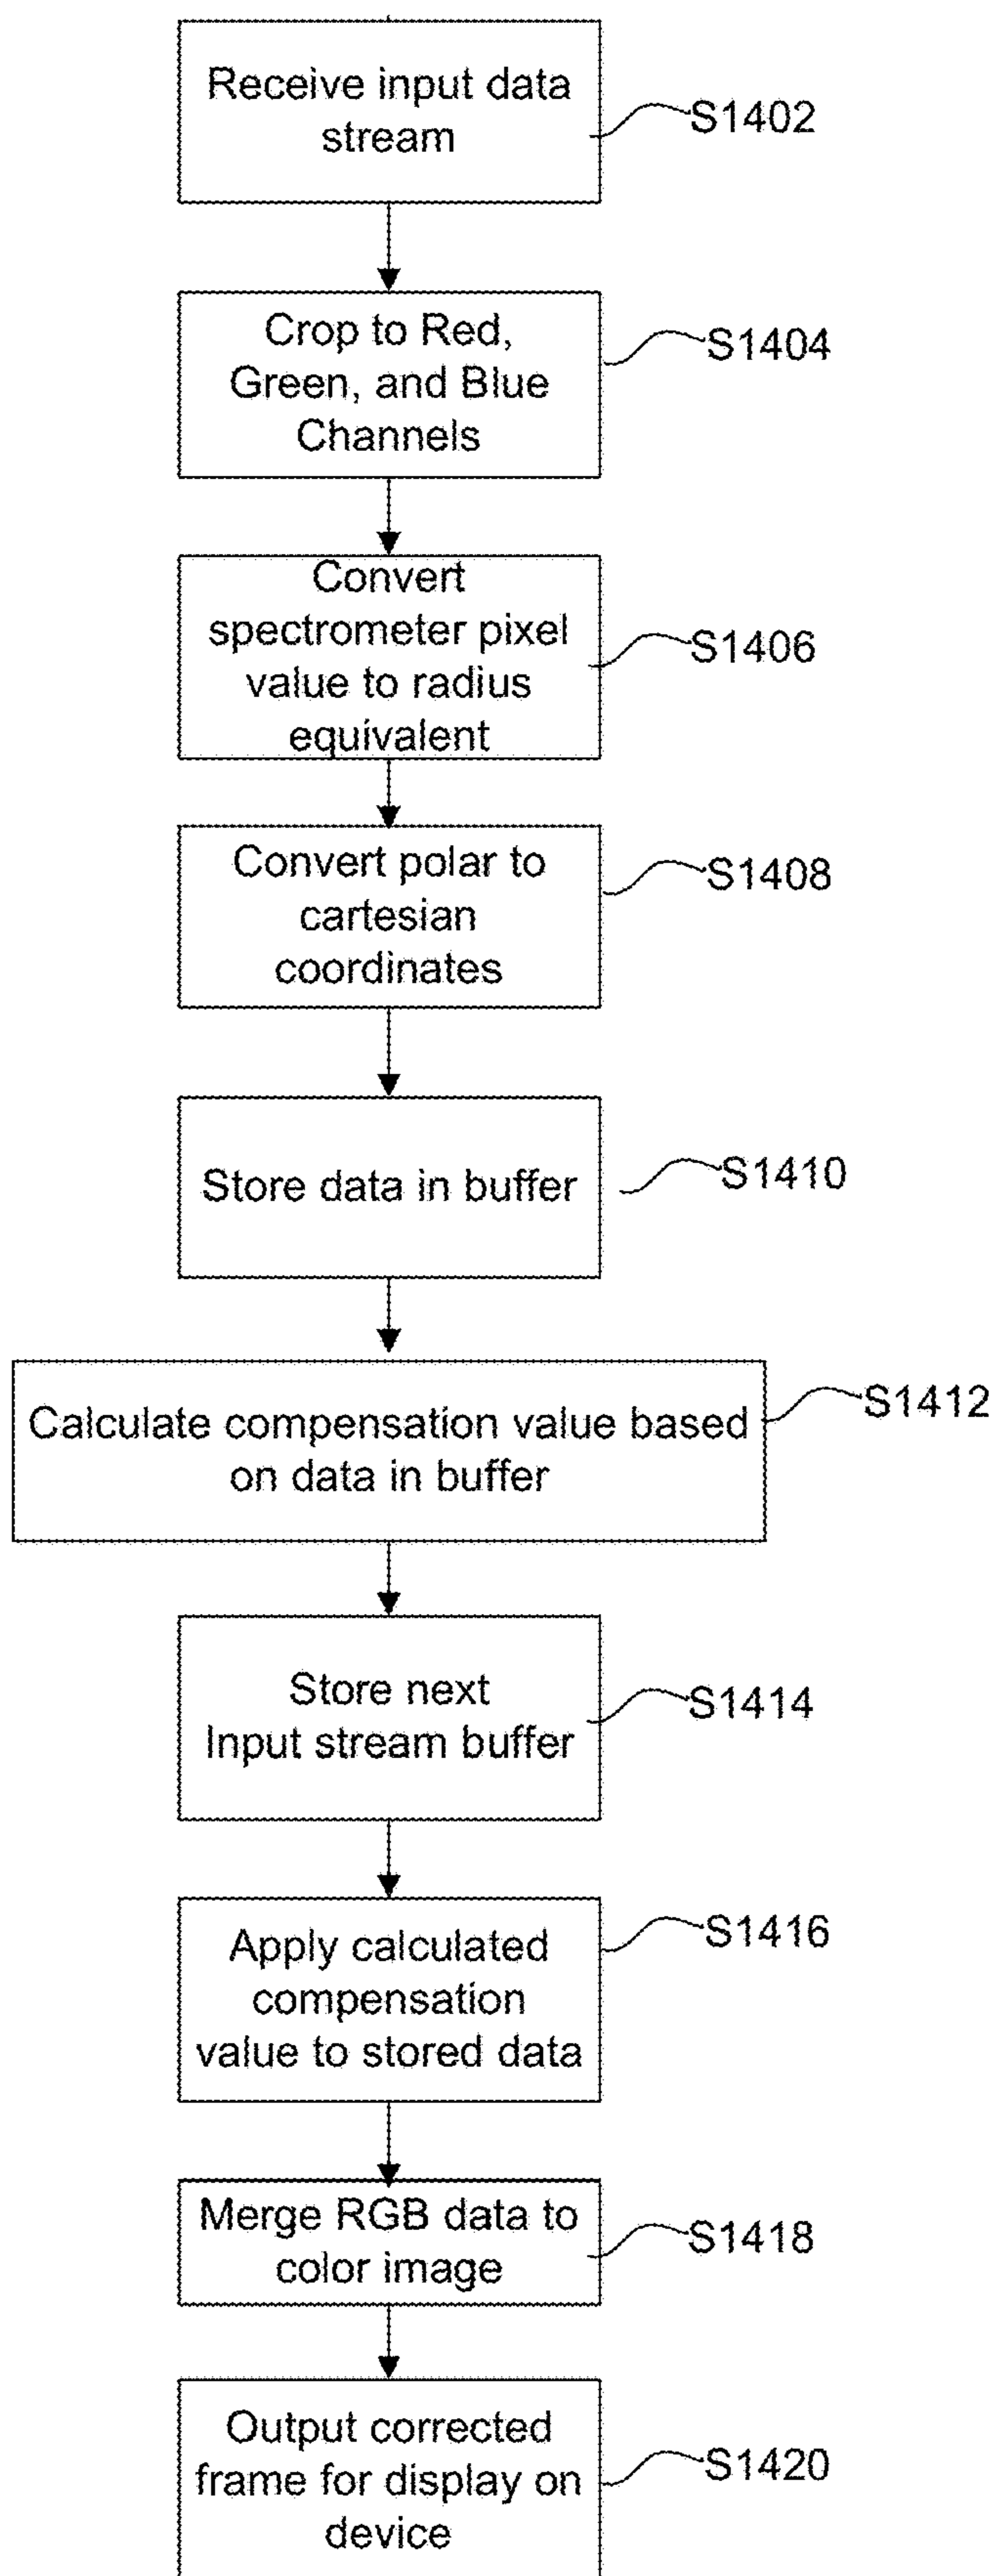 Receive input data
stream
S1402
Crop to Red,
Green, and Blue
Channels
S1404
Convert
spectrometer pixel
value to radius
equivalent
S1406
Convert polar to
cartesian
coordinates
S1408
Store data in buffer
S1410
Calculate compensation value based
on data in buffer
S1412
Store next
Input stream buffer
S1414
Apply calculated
compensation
value to stored data
S1416
Merge RGB data to
color image
S1418
Output corrected
frame for display on
device
S1420